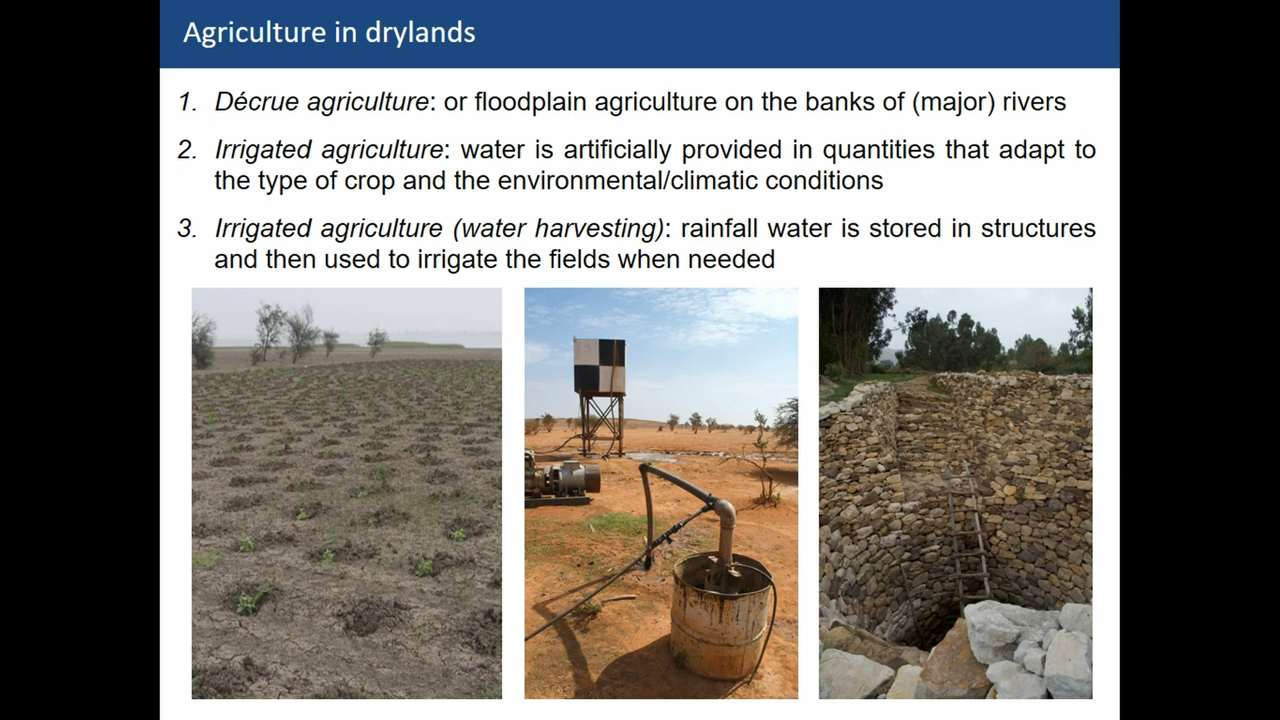 Agriculture in drylands
1. Décrue agriculture: or floodplain agriculture on the banks of (major) rivers
2. Irrigated agriculture: water is artificially provided in quantities that adapt to
the type of crop and the environmental/climatic conditions
3. Irrigated agriculture (water harvesting): rainfall water is stored in structures
and then used to irrigate the fields when needed